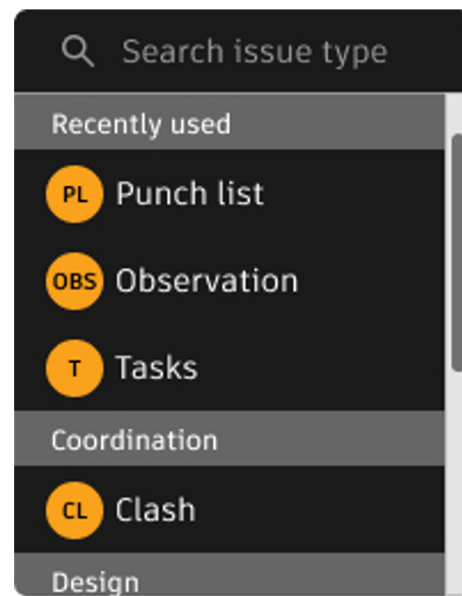 Search issue type
Recently used
PL Punch list
OBS Observation
T Tasks
Coordination
CL Clash
Design